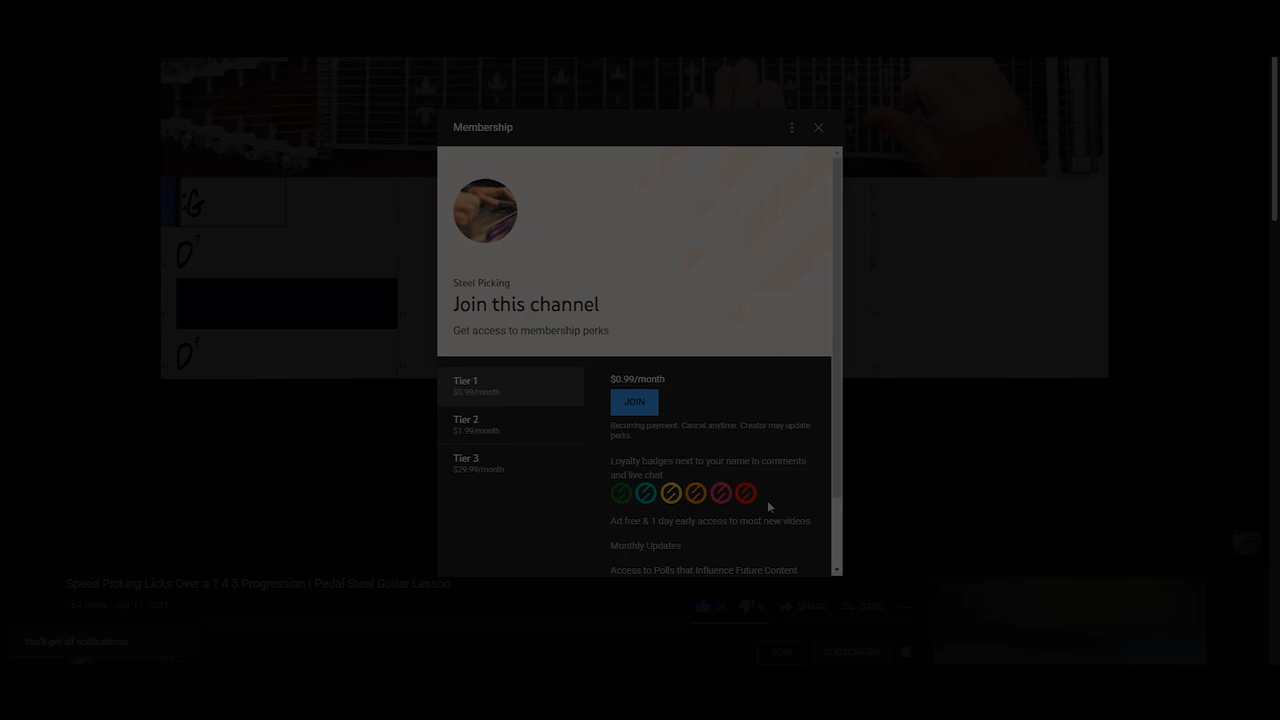 Membership
:G
D7
Steel Picking
Join this channel
Get access to membership perks
D
Tier 1
$0.99/month
Tier 2
$1.99/month
Tier 3
$29.99/month
$0.99/month
JOIN
Recurring payment. Cancel anytime. Creator may update
perks.
Loyalty badges next to your name in comments
and live chat
Ad free & 1 day early access to most new videos.
Monthly Updates
Access to Polls that Influence Future Content
Speed Picking Licks Over a 1 4 5 Progression | Pedal Steel Guitar Lesson
SHARE
SAVE
You'll get all notifications
JOIN
SUBSCRIBED